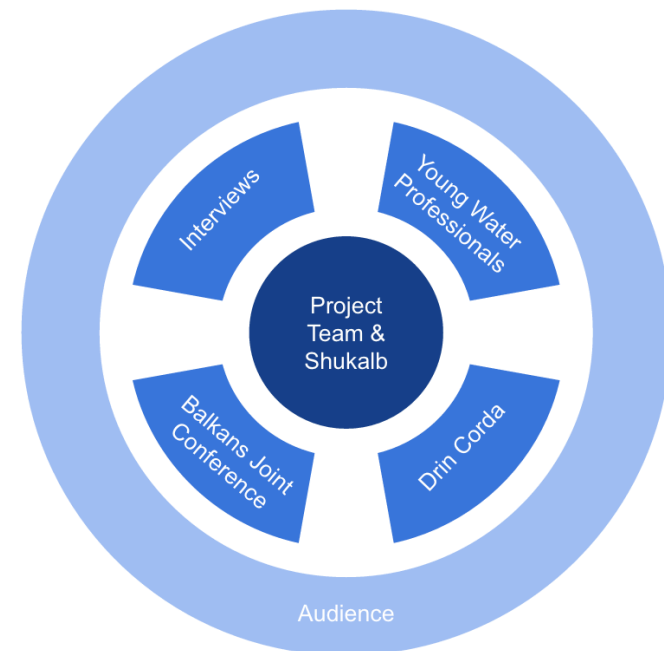 Interviews
Young Water
Professionals
Project
Team &
Shukalb
Balkans Joint
Conference
Drin Corda
Audience